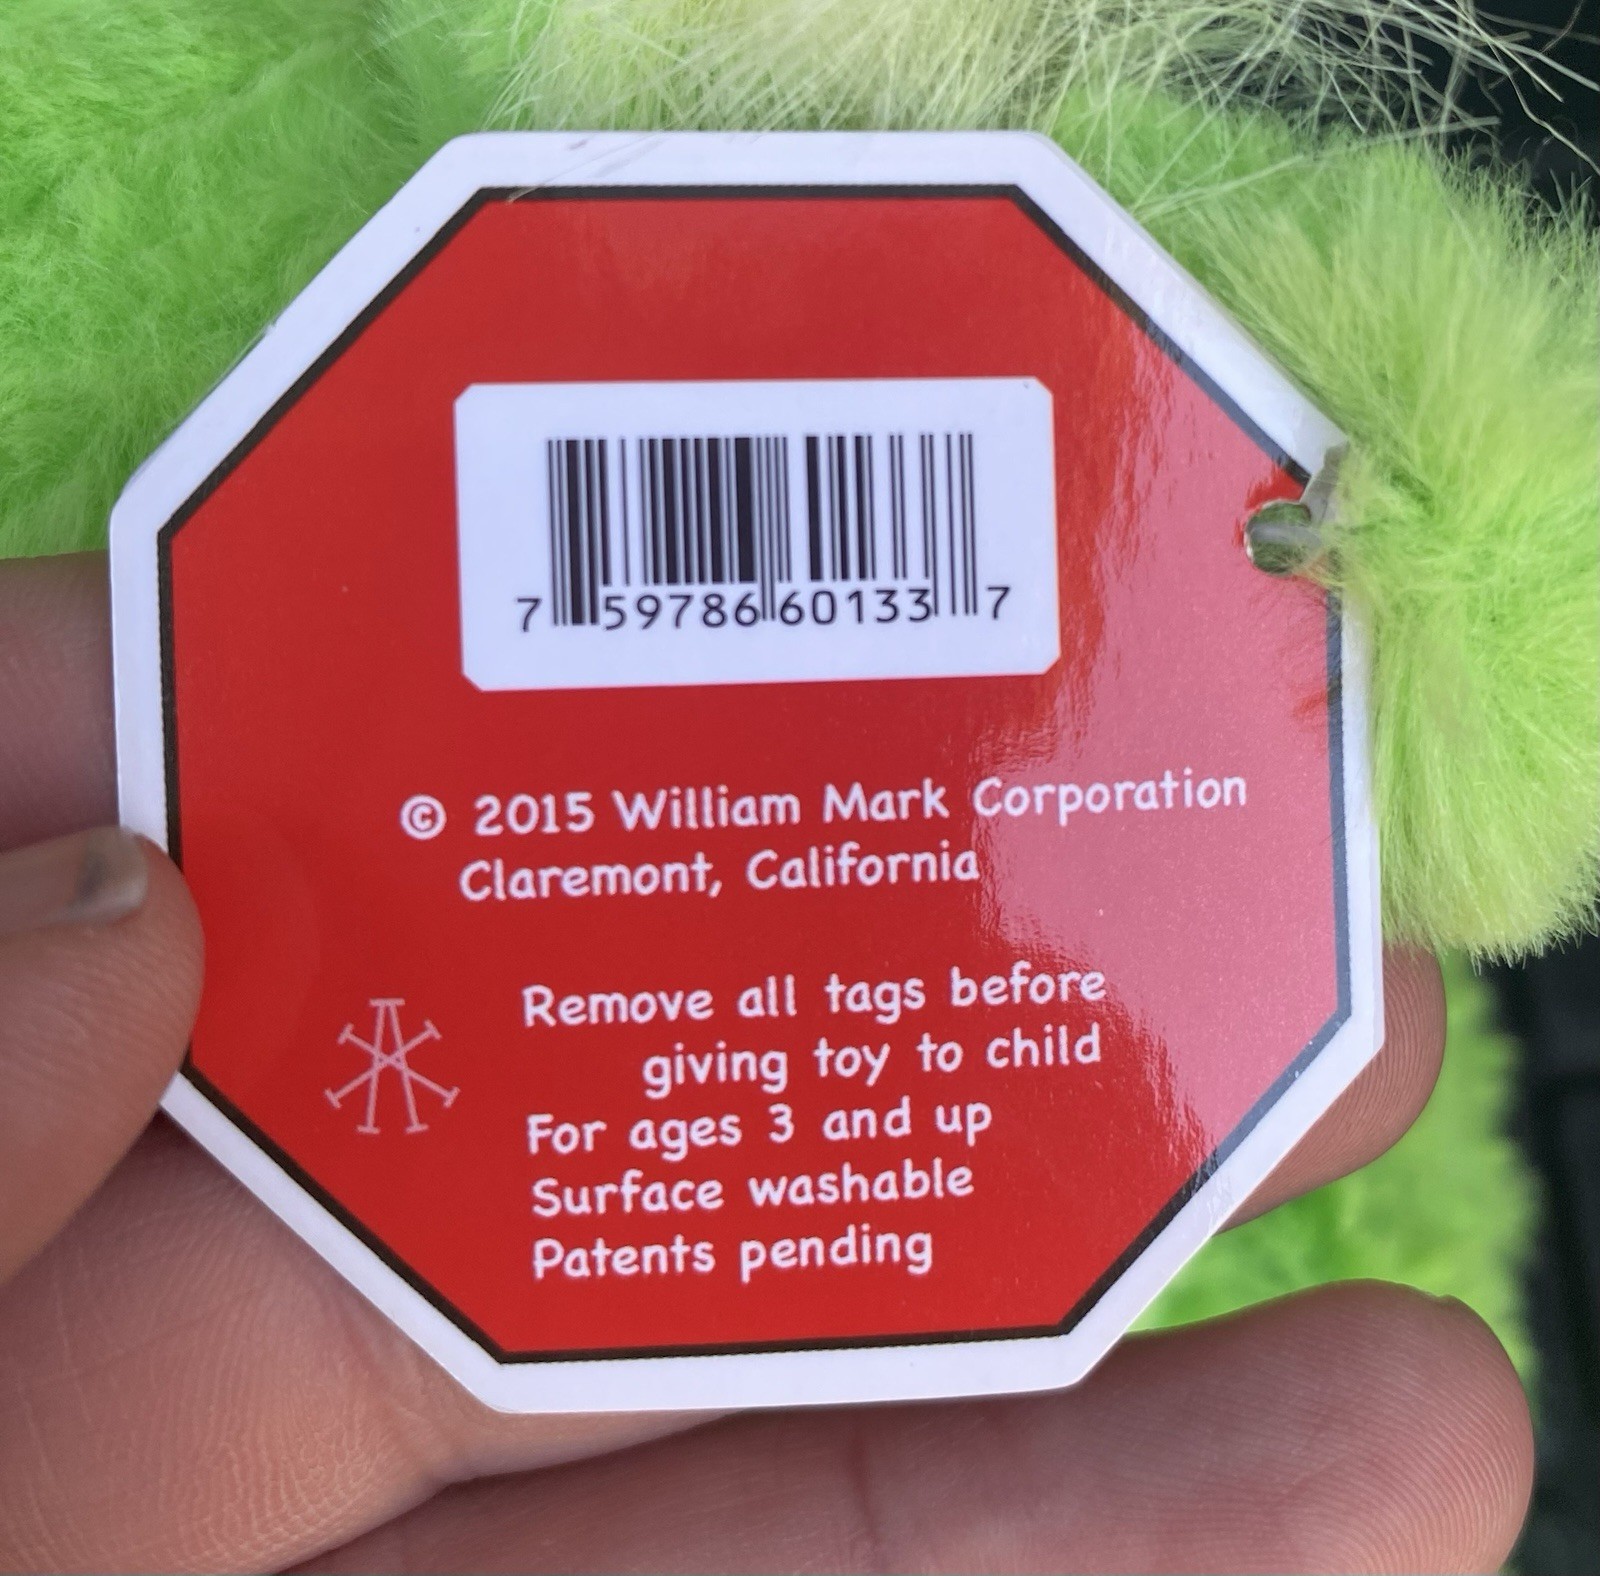 7 59786 60133 7
© 2015 William Mark Corporation
Claremont, California
Remove all tags before
giving toy to child
For ages 3 and up
Surface washable
Patents pending